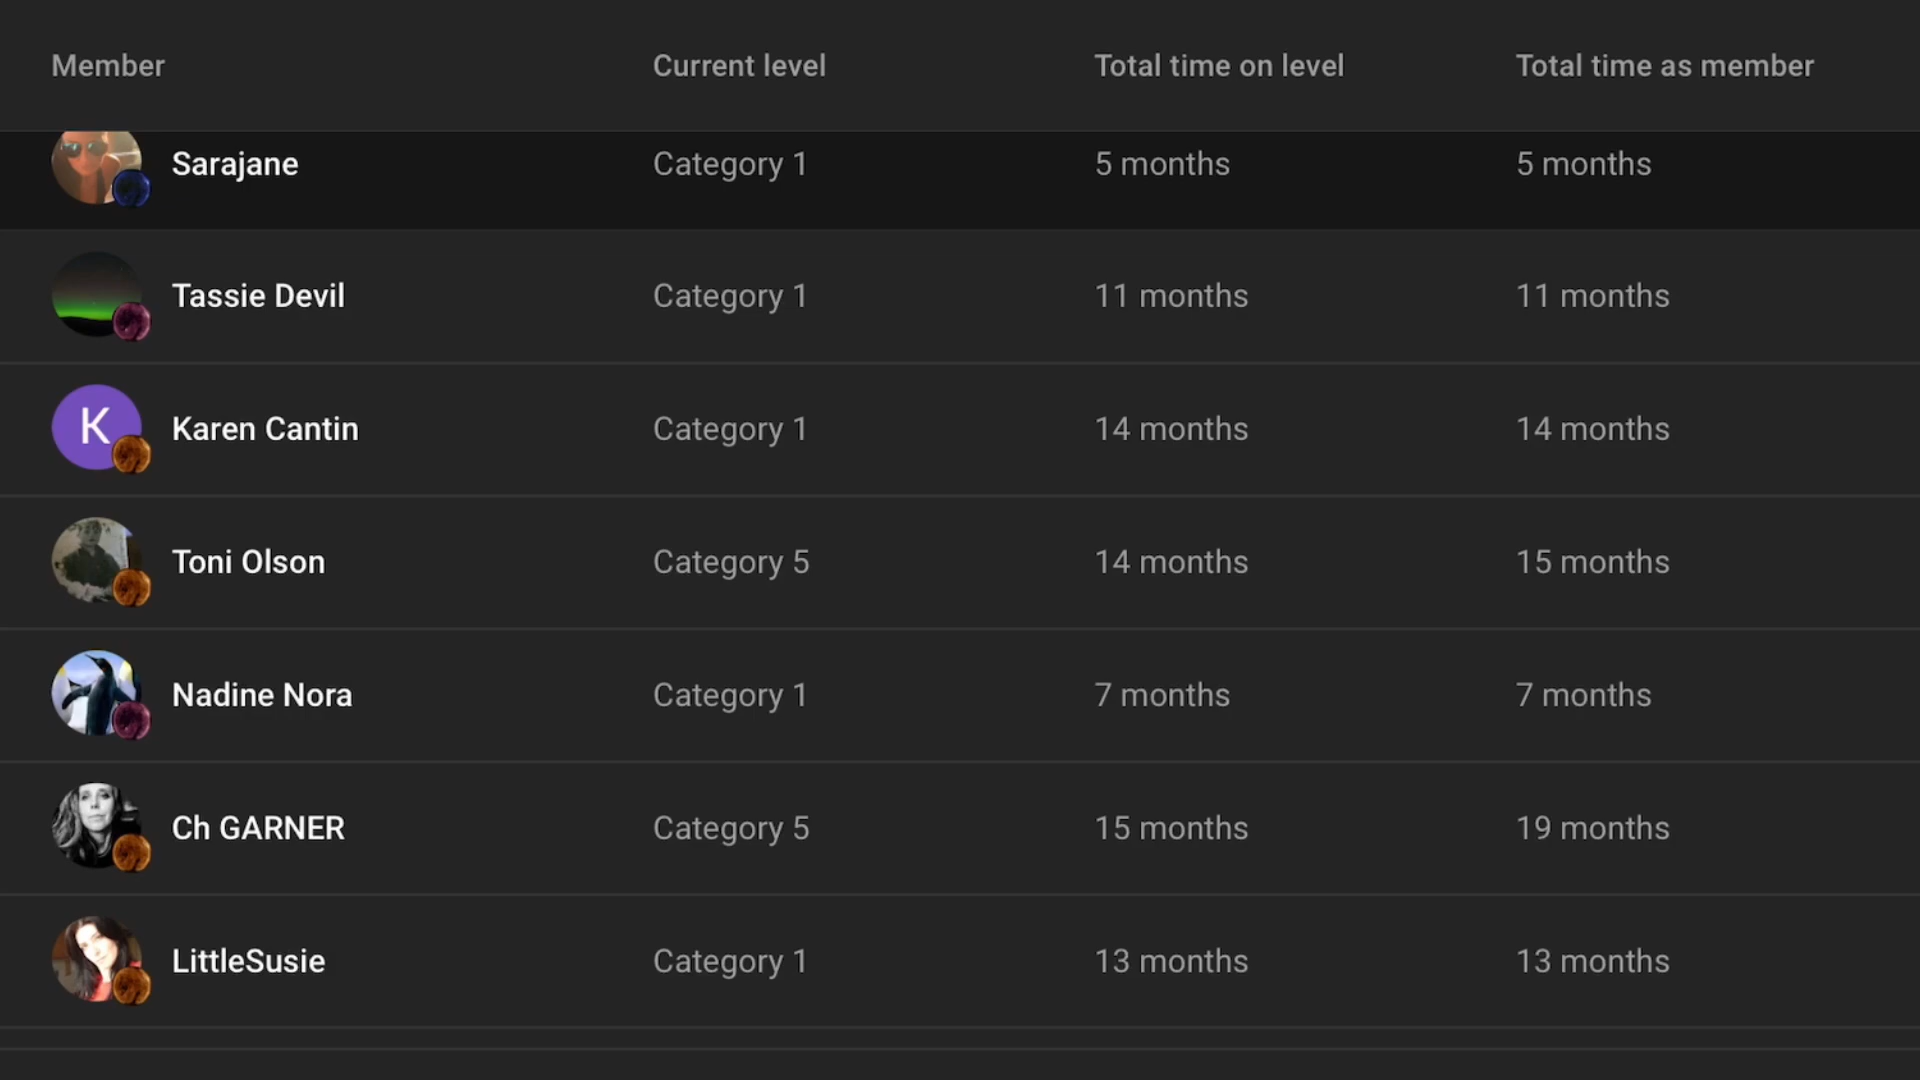 Member Current level Total time on level Total time as member
Sarajane Category 1 5 months 5 months
Tassie Devil Category 1 11 months 11 months
K Karen Cantin Category 1 14 months 14 months
Toni Olson Category 5 14 months 15 months
Nadine Nora Category 1 7 months 7 months
Ch GARNER Category 5 15 months 19 months
LittleSusie Category 1 13 months 13 months